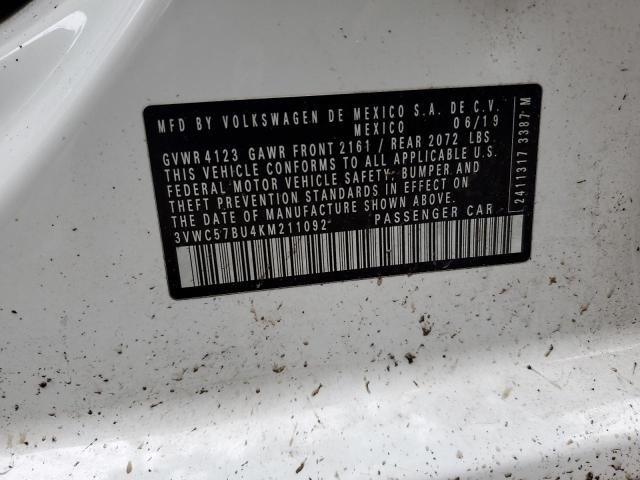 MFD BY VOLKSWAGEN DE MEXICO S.A. DE C.V.
MEXICO 06/19
GVWR 4123 GAWR FRONT 2161 / REAR 2072 LBS.
THIS VEHICLE CONFORMS TO ALL APPLICABLE U.S.
FEDERAL MOTOR VEHICLE SAFETY, BUMPER AND
THEFT PREVENTION STANDARDS IN EFFECT ON
THE DATE OF MANUFACTURE SHOWN ABOVE.
3VWC57BU4KM211092 PASSENGER CAR
2411317 3387 M